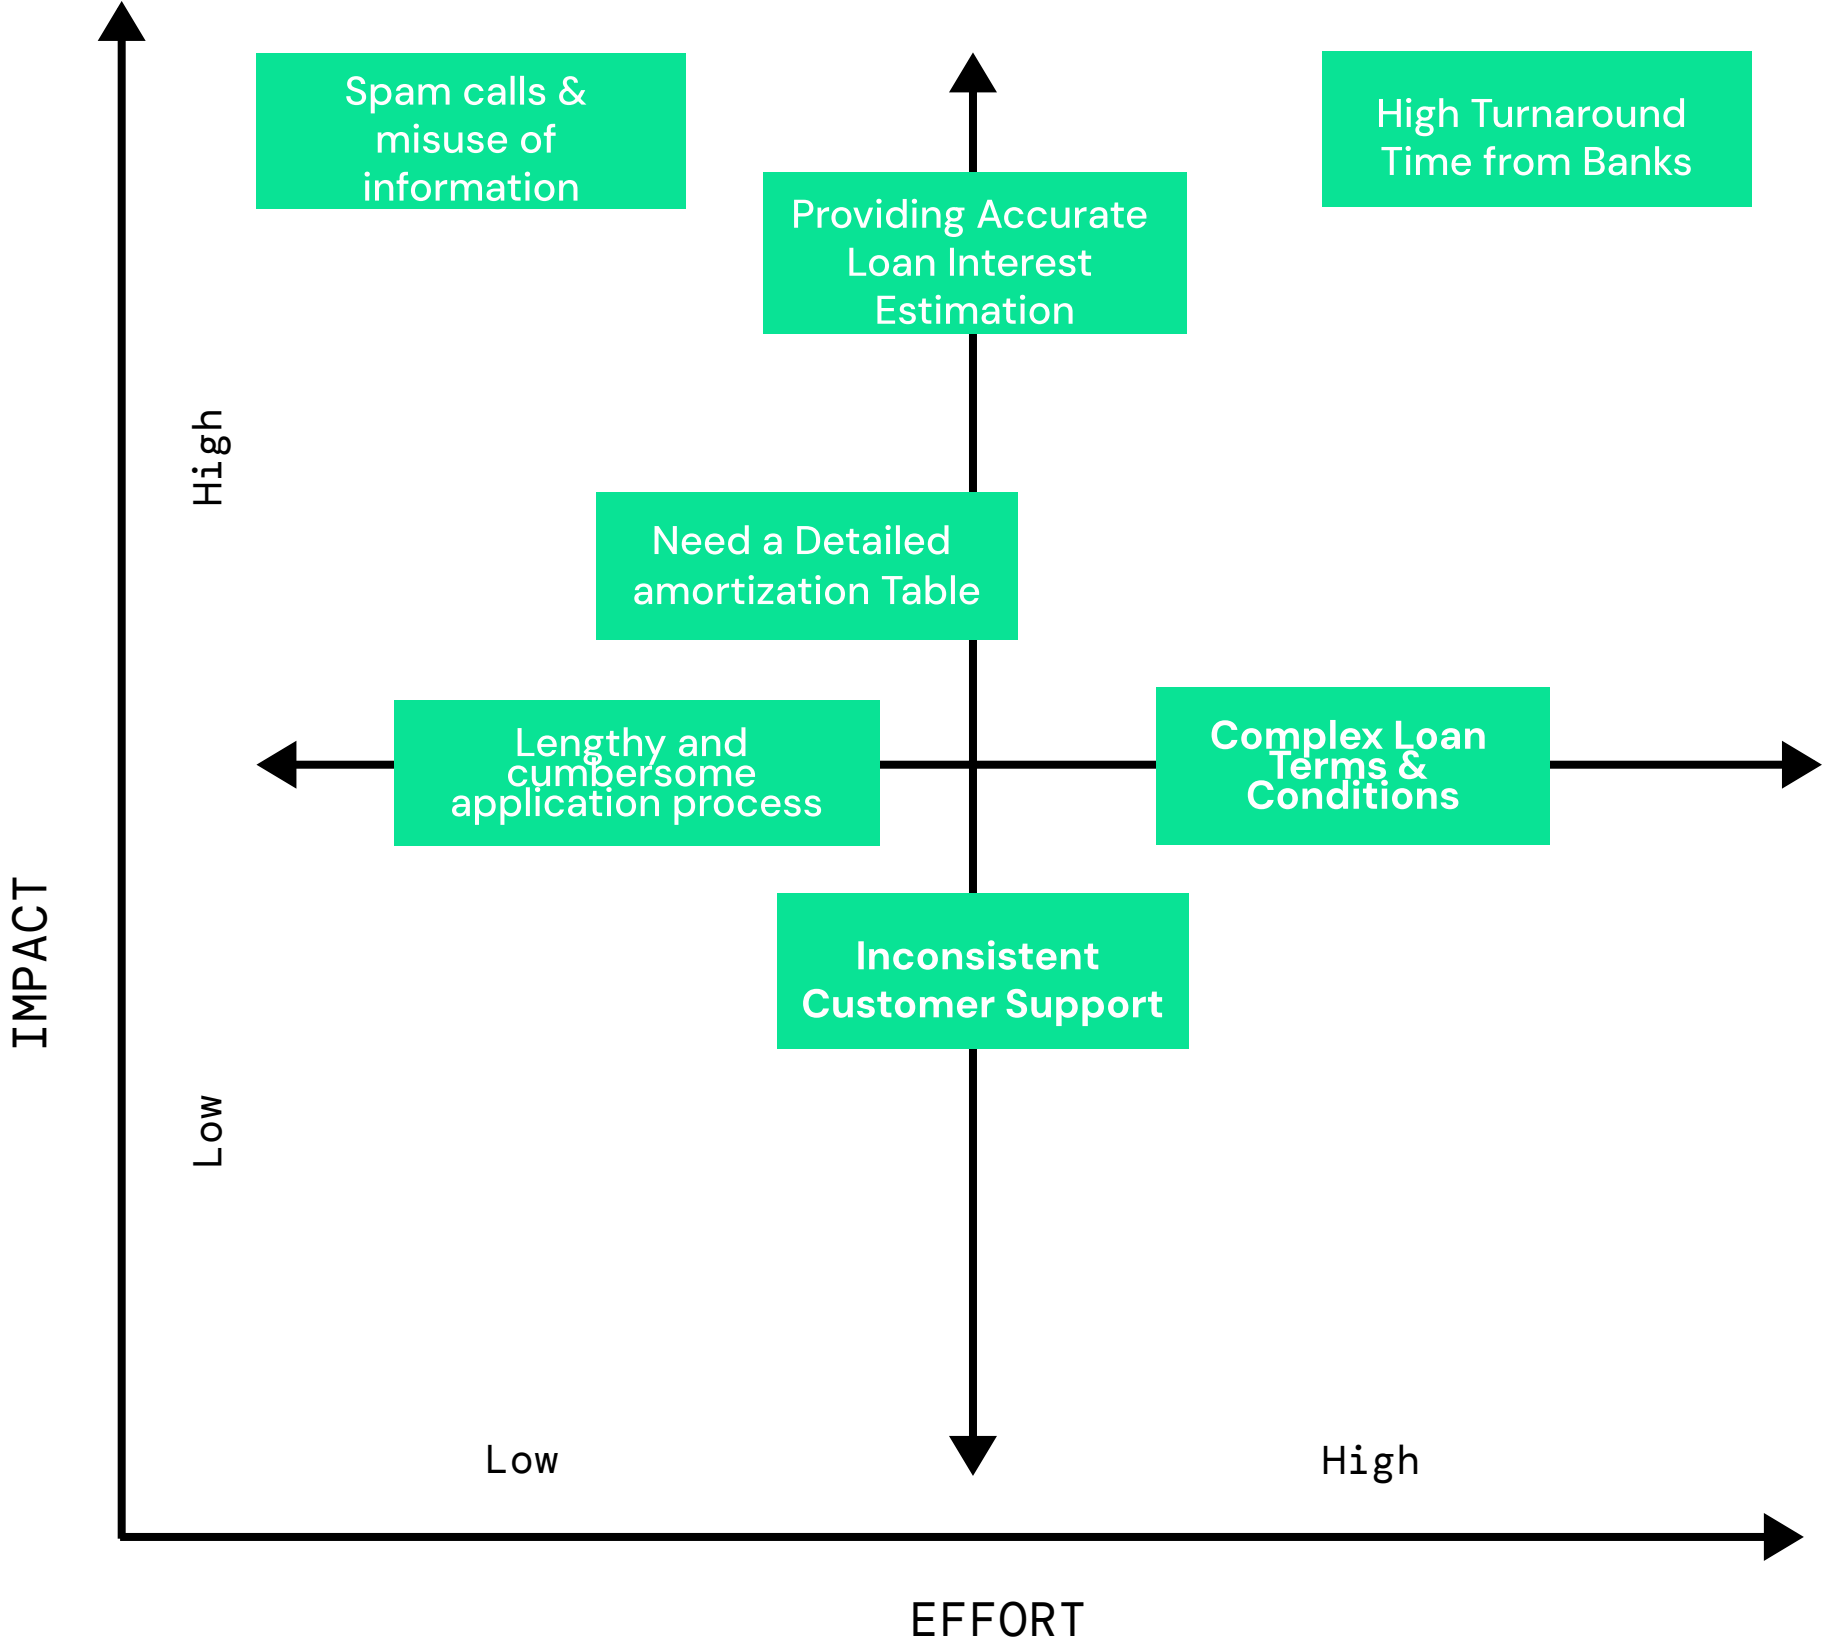 Spam calls &
misuse of
information
High Turnaround
Time from Banks
Providing Accurate
Loan Interest
Estimation
High
Need a Detailed
amortization Table
Lengthy and
cumbersome
application process
Complex Loan
Terms &
Conditions
IMPACT
Inconsistent
Customer Support
Low
Low
High
EFFORT